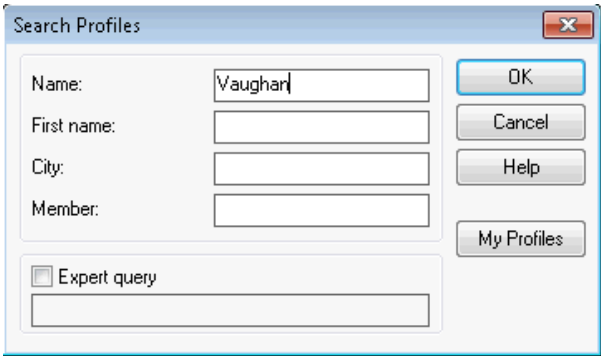 Search Profiles
Name: Vaughan
OK
First name:
Cancel
City:
Help
Member:
My Profiles
Expert query